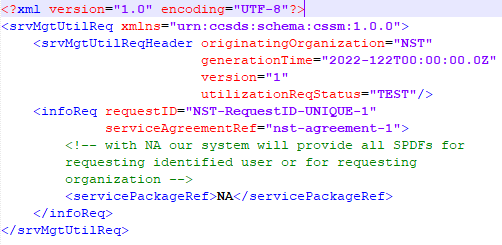 <?xml version="1.0" encoding="UTF-8"?>
<srvMgtUtilReq xmlns="urn:ccsds:schema:cssm:1.0.0">
<srvMgtUtilReqHeader originatingOrganization="NST"
generationTime="2022-122T00:00:00.0Z"
version="1"
utilizationReqStatus="TEST"/>
<infoReq requestID="NST-RequestID-UNIQUE-1"
serviceAgreementRef="nst-agreement-1">
<!-- with NA our system will provide all SPDFs for
requesting identified user or for requesting
organization -->
<servicePackageRef>NA</servicePackageRef>
</infoReq>
</srvMgtUtilReq>